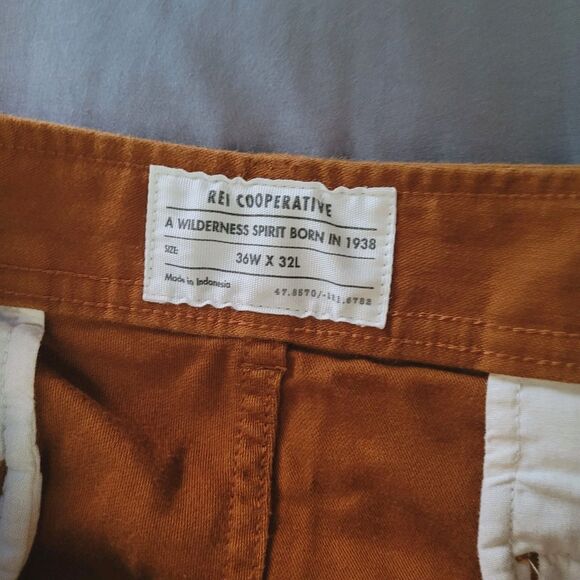 REI COOPERATIVE
A WILDERNESS SPIRIT BORN IN 1938
SIZE: 36W X 32L
Made in Indonesia